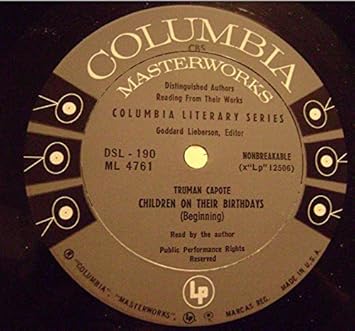 COLUMBIA
CBS
MASTERWORKS
Distinguished Authors
Reading From Their Works
COLUMBIA LITERARY SERIES
Goddard Lieberson, Editor
DSL - 190
ML 4761
NONBREAKABLE
(x"Lp" 12506)
TRUMAN CAPOTE
CHILDREN ON THEIR BIRTHDAYS
(Beginning)
Read by the author
Public Performance Rights
Reserved
Lp
® "COLUMBIA", "MASTERWORKS", Lp MARCAS REG. MADE IN U.S.A.